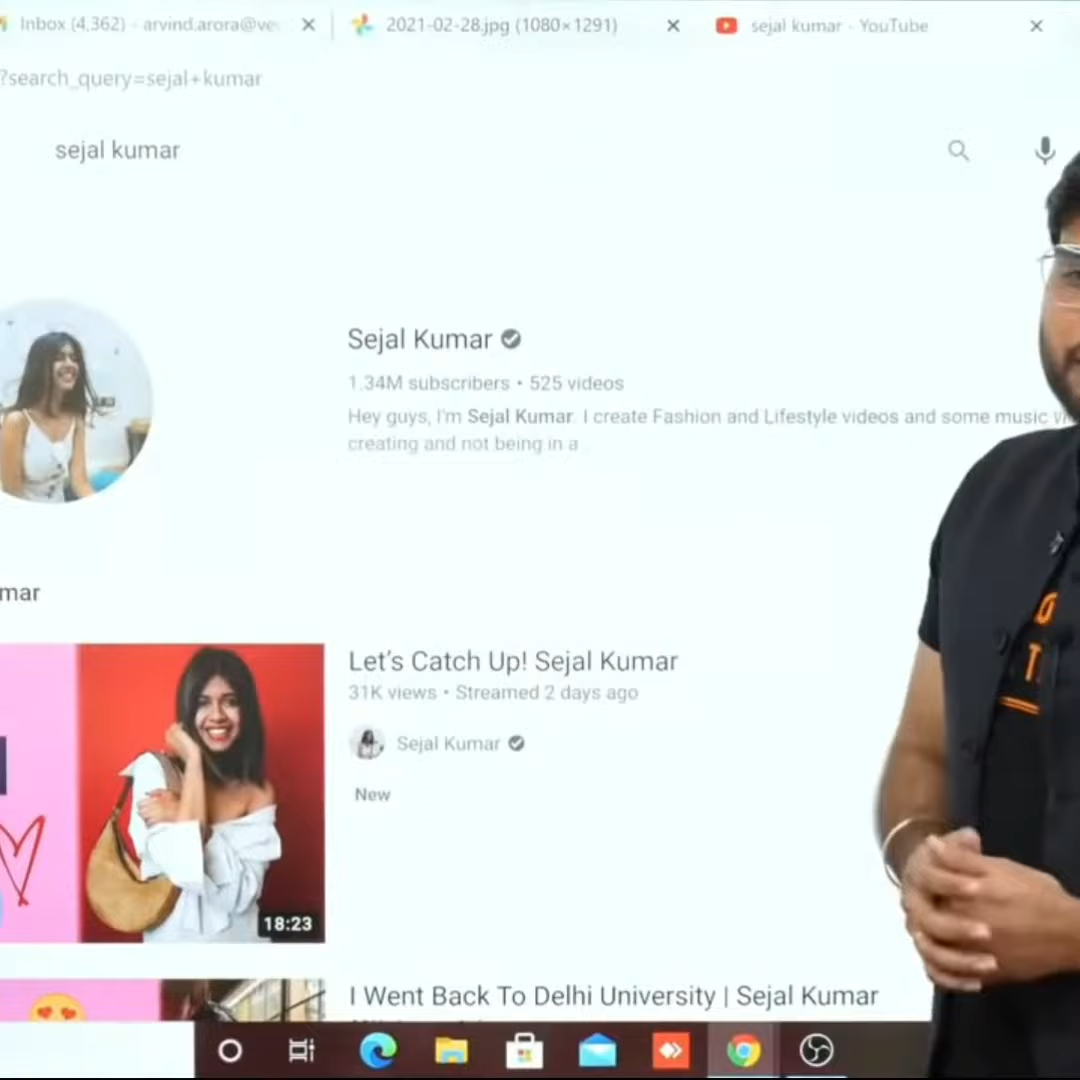 Inbox (4,362) - arvind.arora@ve
2021-02-28.jpg (1080×1291)
sejal kumar - YouTube
?search_query=sejal+kumar
sejal kumar
Sejal Kumar
1.34M subscribers • 525 videos
Hey guys, I'm Sejal Kumar. I create Fashion and Lifestyle videos and some music
creating and not being in a
mar
Let's Catch Up! Sejal Kumar
31K views • Streamed 2 days ago
Sejal Kumar
New
18:23
I Went Back To Delhi University | Sejal Kumar